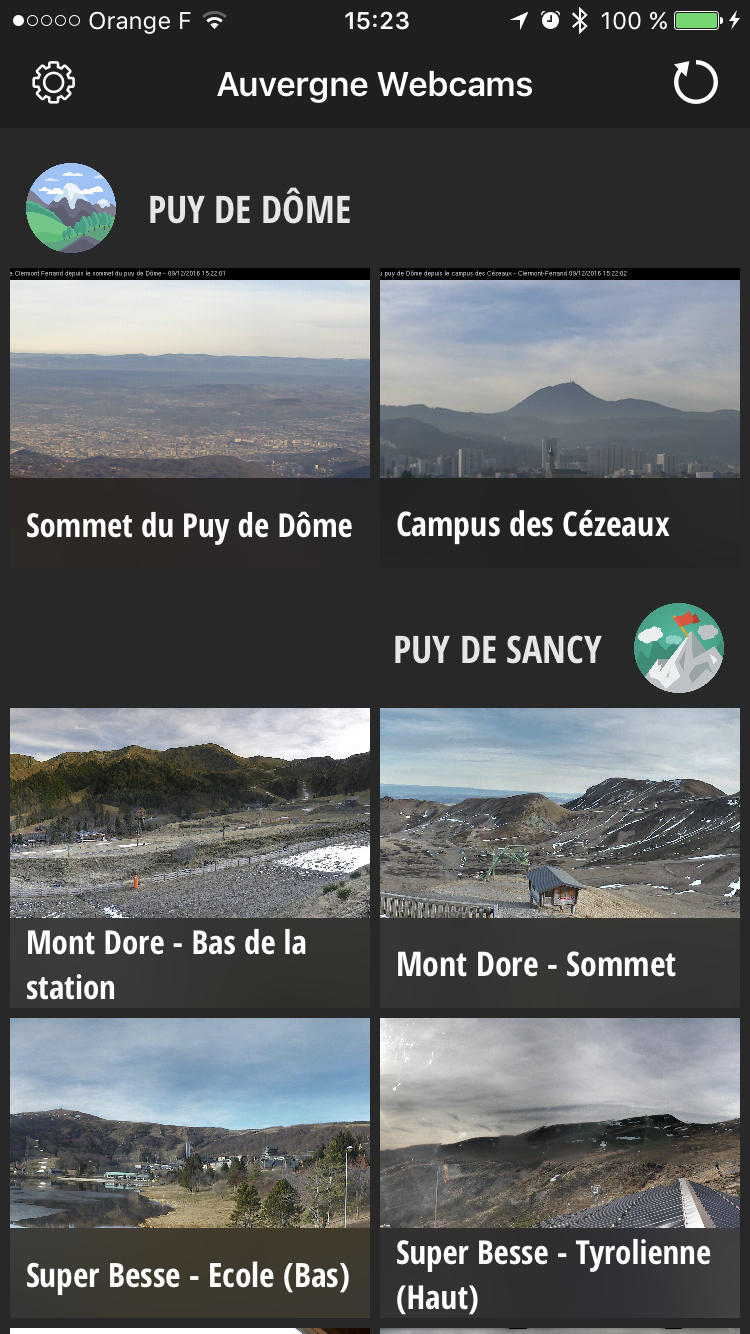 Orange F 15:23 100 %
Auvergne Webcams
PUY DE DÔME
Clermont Ferrand depuis le sommet du puy de Dôme - 09/12/2016 15:22:01
puy de Dôme depuis le campus des Cézeaux - Clermont-Ferrand 09/12/2016 15:22:02
Sommet du Puy de Dôme
Campus des Cézeaux
PUY DE SANCY
Mont Dore - Bas de la
station
Mont Dore - Sommet
Super Besse - Ecole (Bas)
Super Besse - Tyrolienne
(Haut)